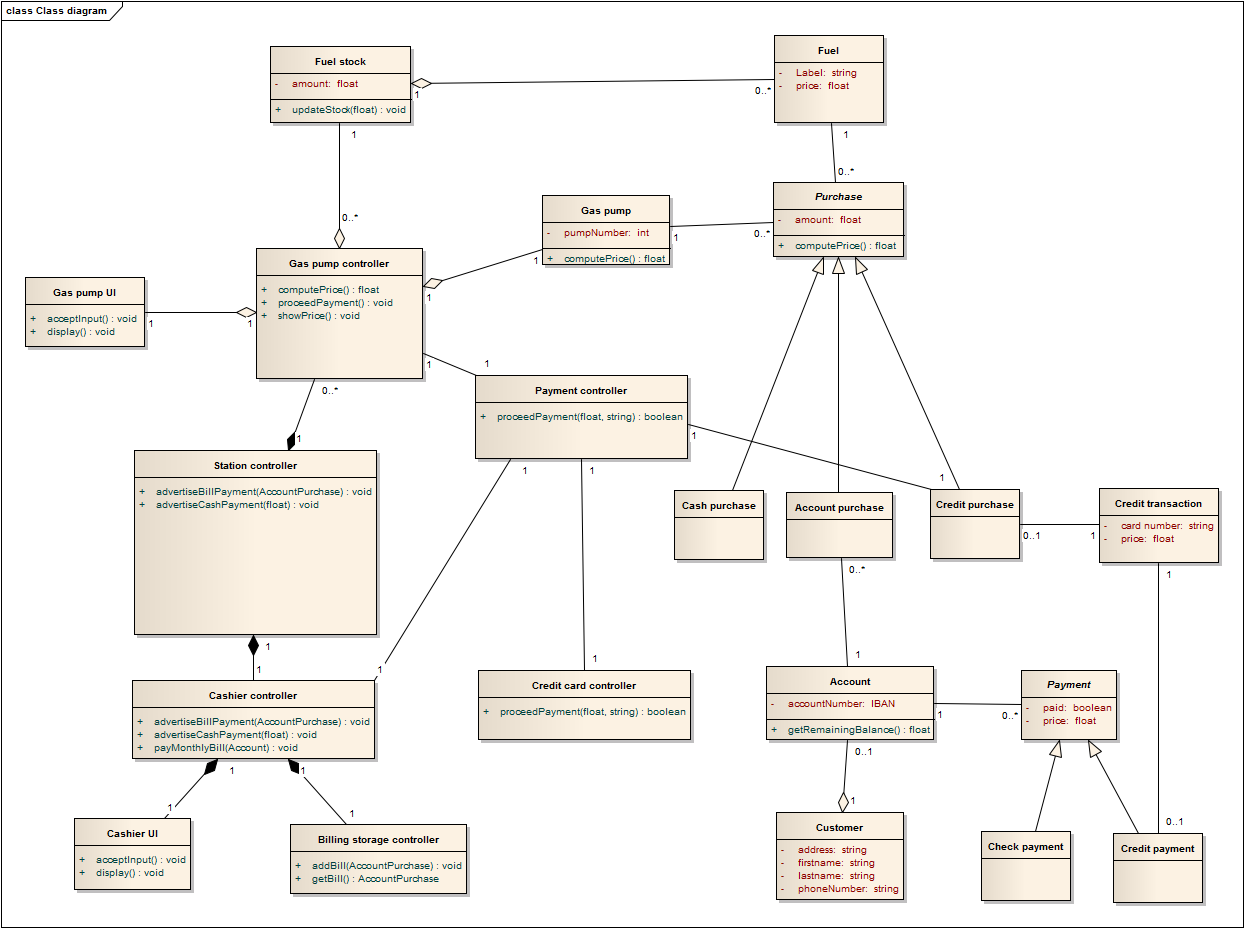 class Class diagram
Fuel stock
- amount: float
+ updateStock(float) : void
1
1
0..*
Fuel
- Label: string
- price: float
1
0..*
Purchase
- amount: float
+ computePrice() : float
Gas pump
- pumpNumber: int
+ computePrice() : float
1
0..*
1
0..*
Gas pump controller
+ computePrice() : float
+ proceedPayment() : void
+ showPrice() : void
1
Gas pump UI
+ acceptInput() : void
+ display() : void
1
1
1
1
0..*
1
Payment controller
+ proceedPayment(float, string) : boolean
1
1
1
1
Station controller
+ advertiseBillPayment(AccountPurchase) : void
+ advertiseCashPayment(float) : void
1
1
Cash purchase
Account purchase
0..*
Credit purchase
0..1
1
Credit transaction
- card number: string
- price: float
1
Cashier controller
+ advertiseBillPayment(AccountPurchase) : void
+ advertiseCashPayment(float) : void
+ payMonthlyBill(Account) : void
1
1
1
Credit card controller
+ proceedPayment(float, string) : boolean
1
1
Account
- accountNumber: IBAN
+ getRemainingBalance() : float
1
0..*
Payment
- paid: boolean
- price: float
0..1
1
1
Cashier UI
+ acceptInput() : void
+ display() : void
1
Billing storage controller
+ addBill(AccountPurchase) : void
+ getBill() : AccountPurchase
Customer
- address: string
- firstname: string
- lastname: string
- phoneNumber: string
Check payment
0..1
Credit payment